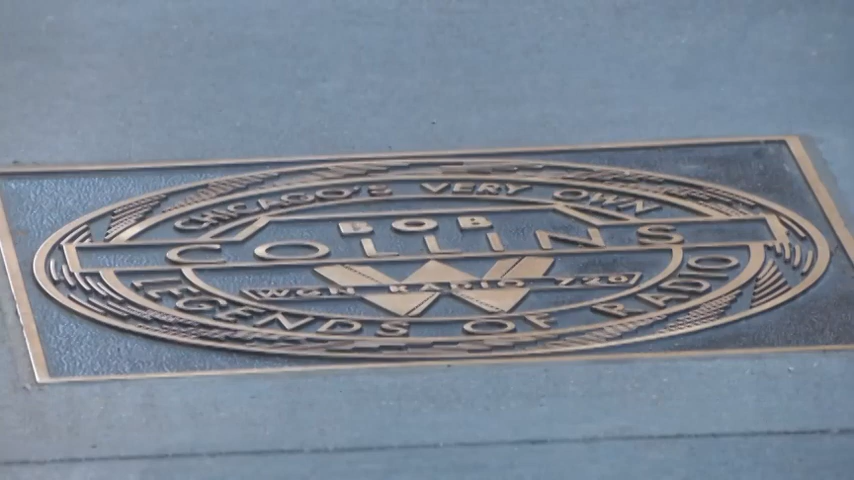 CHICAGO'S VERY OWN
BOB
COLLINS
W
WGN RADIO 720
LEGENDS OF RADIO